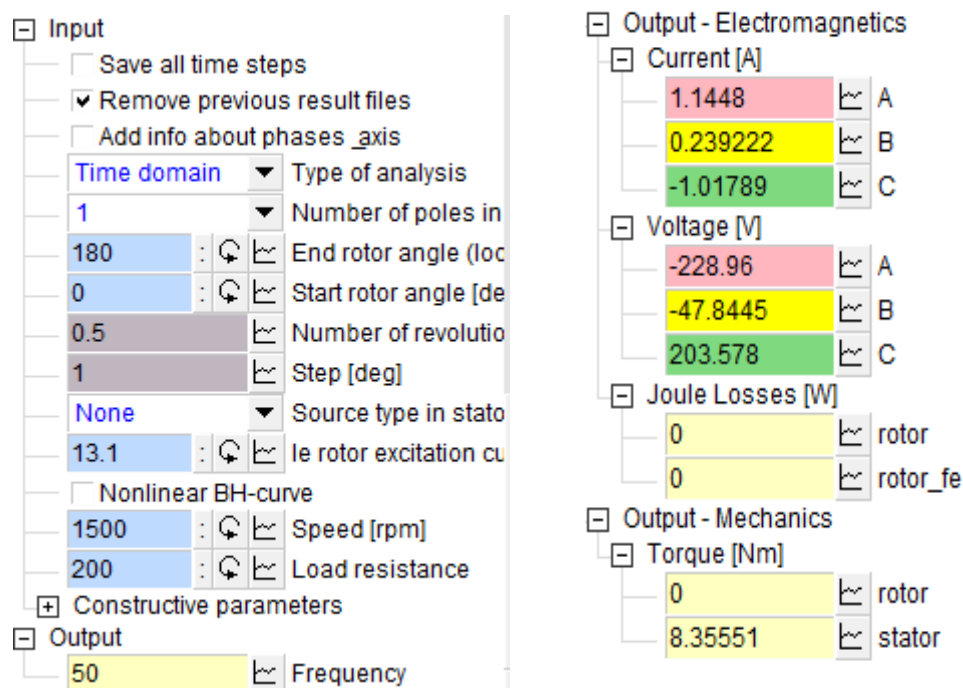 Input
Save all time steps
Remove previous result files
Add info about phases _axis
Time domain Type of analysis
1 Number of poles in
180 : End rotor angle (loc
0 : Start rotor angle [de
0.5 Number of revolutio
1 Step [deg]
None Source type in stato
13.1 : Ie rotor excitation cu
Nonlinear BH-curve
1500 : Speed [rpm]
200 : Load resistance
Constructive parameters
Output
50 Frequency
Output - Electromagnetics
Current [A]
1.1448 A
0.239222 B
-1.01789 C
Voltage [V]
-228.96 A
-47.8445 B
203.578 C
Joule Losses [W]
0 rotor
0 rotor_fe
Output - Mechanics
Torque [Nm]
0 rotor
8.35551 stator